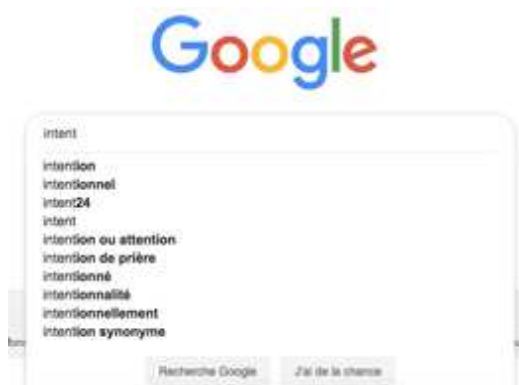 Google
intent
intention
intentionnel
intent24
intent
intention ou attention
intention de prière
intentionné
intentionnalité
intentionnellement
intention synonyme
Recherche Google J'ai de la chance